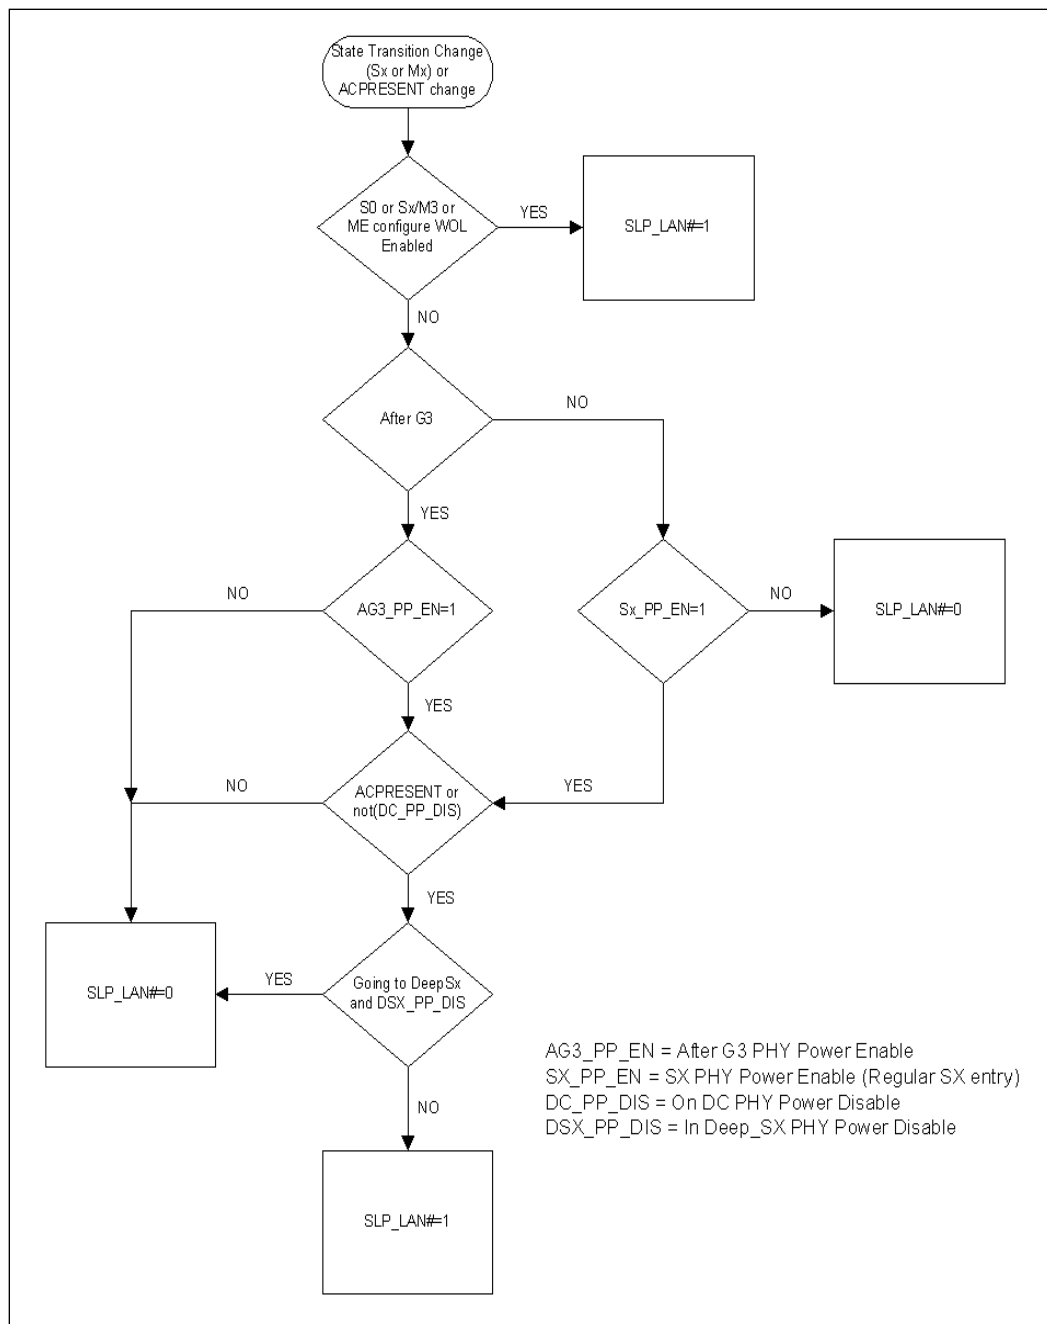 State Transition Change
(Sx or Mx) or
ACPRESENT change
S0 or Sx/M3 or
ME configure WOL
Enabled
YES
SLP_LAN#=1
NO
After G3
NO
YES
NO
AG3_PP_EN=1
Sx_PP_EN=1
NO
SLP_LAN#=0
YES
ACPRESENT or
not(DC_PP_DIS)
NO
YES
YES
SLP_LAN#=0
YES
Going to DeepSx
and DSX_PP_DIS
AG3_PP_EN = After G3 PHY Power Enable
SX_PP_EN = SX PHY Power Enable (Regular SX entry)
DC_PP_DIS = On DC PHY Power Disable
DSX_PP_DIS = In Deep_SX PHY Power Disable
NO
SLP_LAN#=1